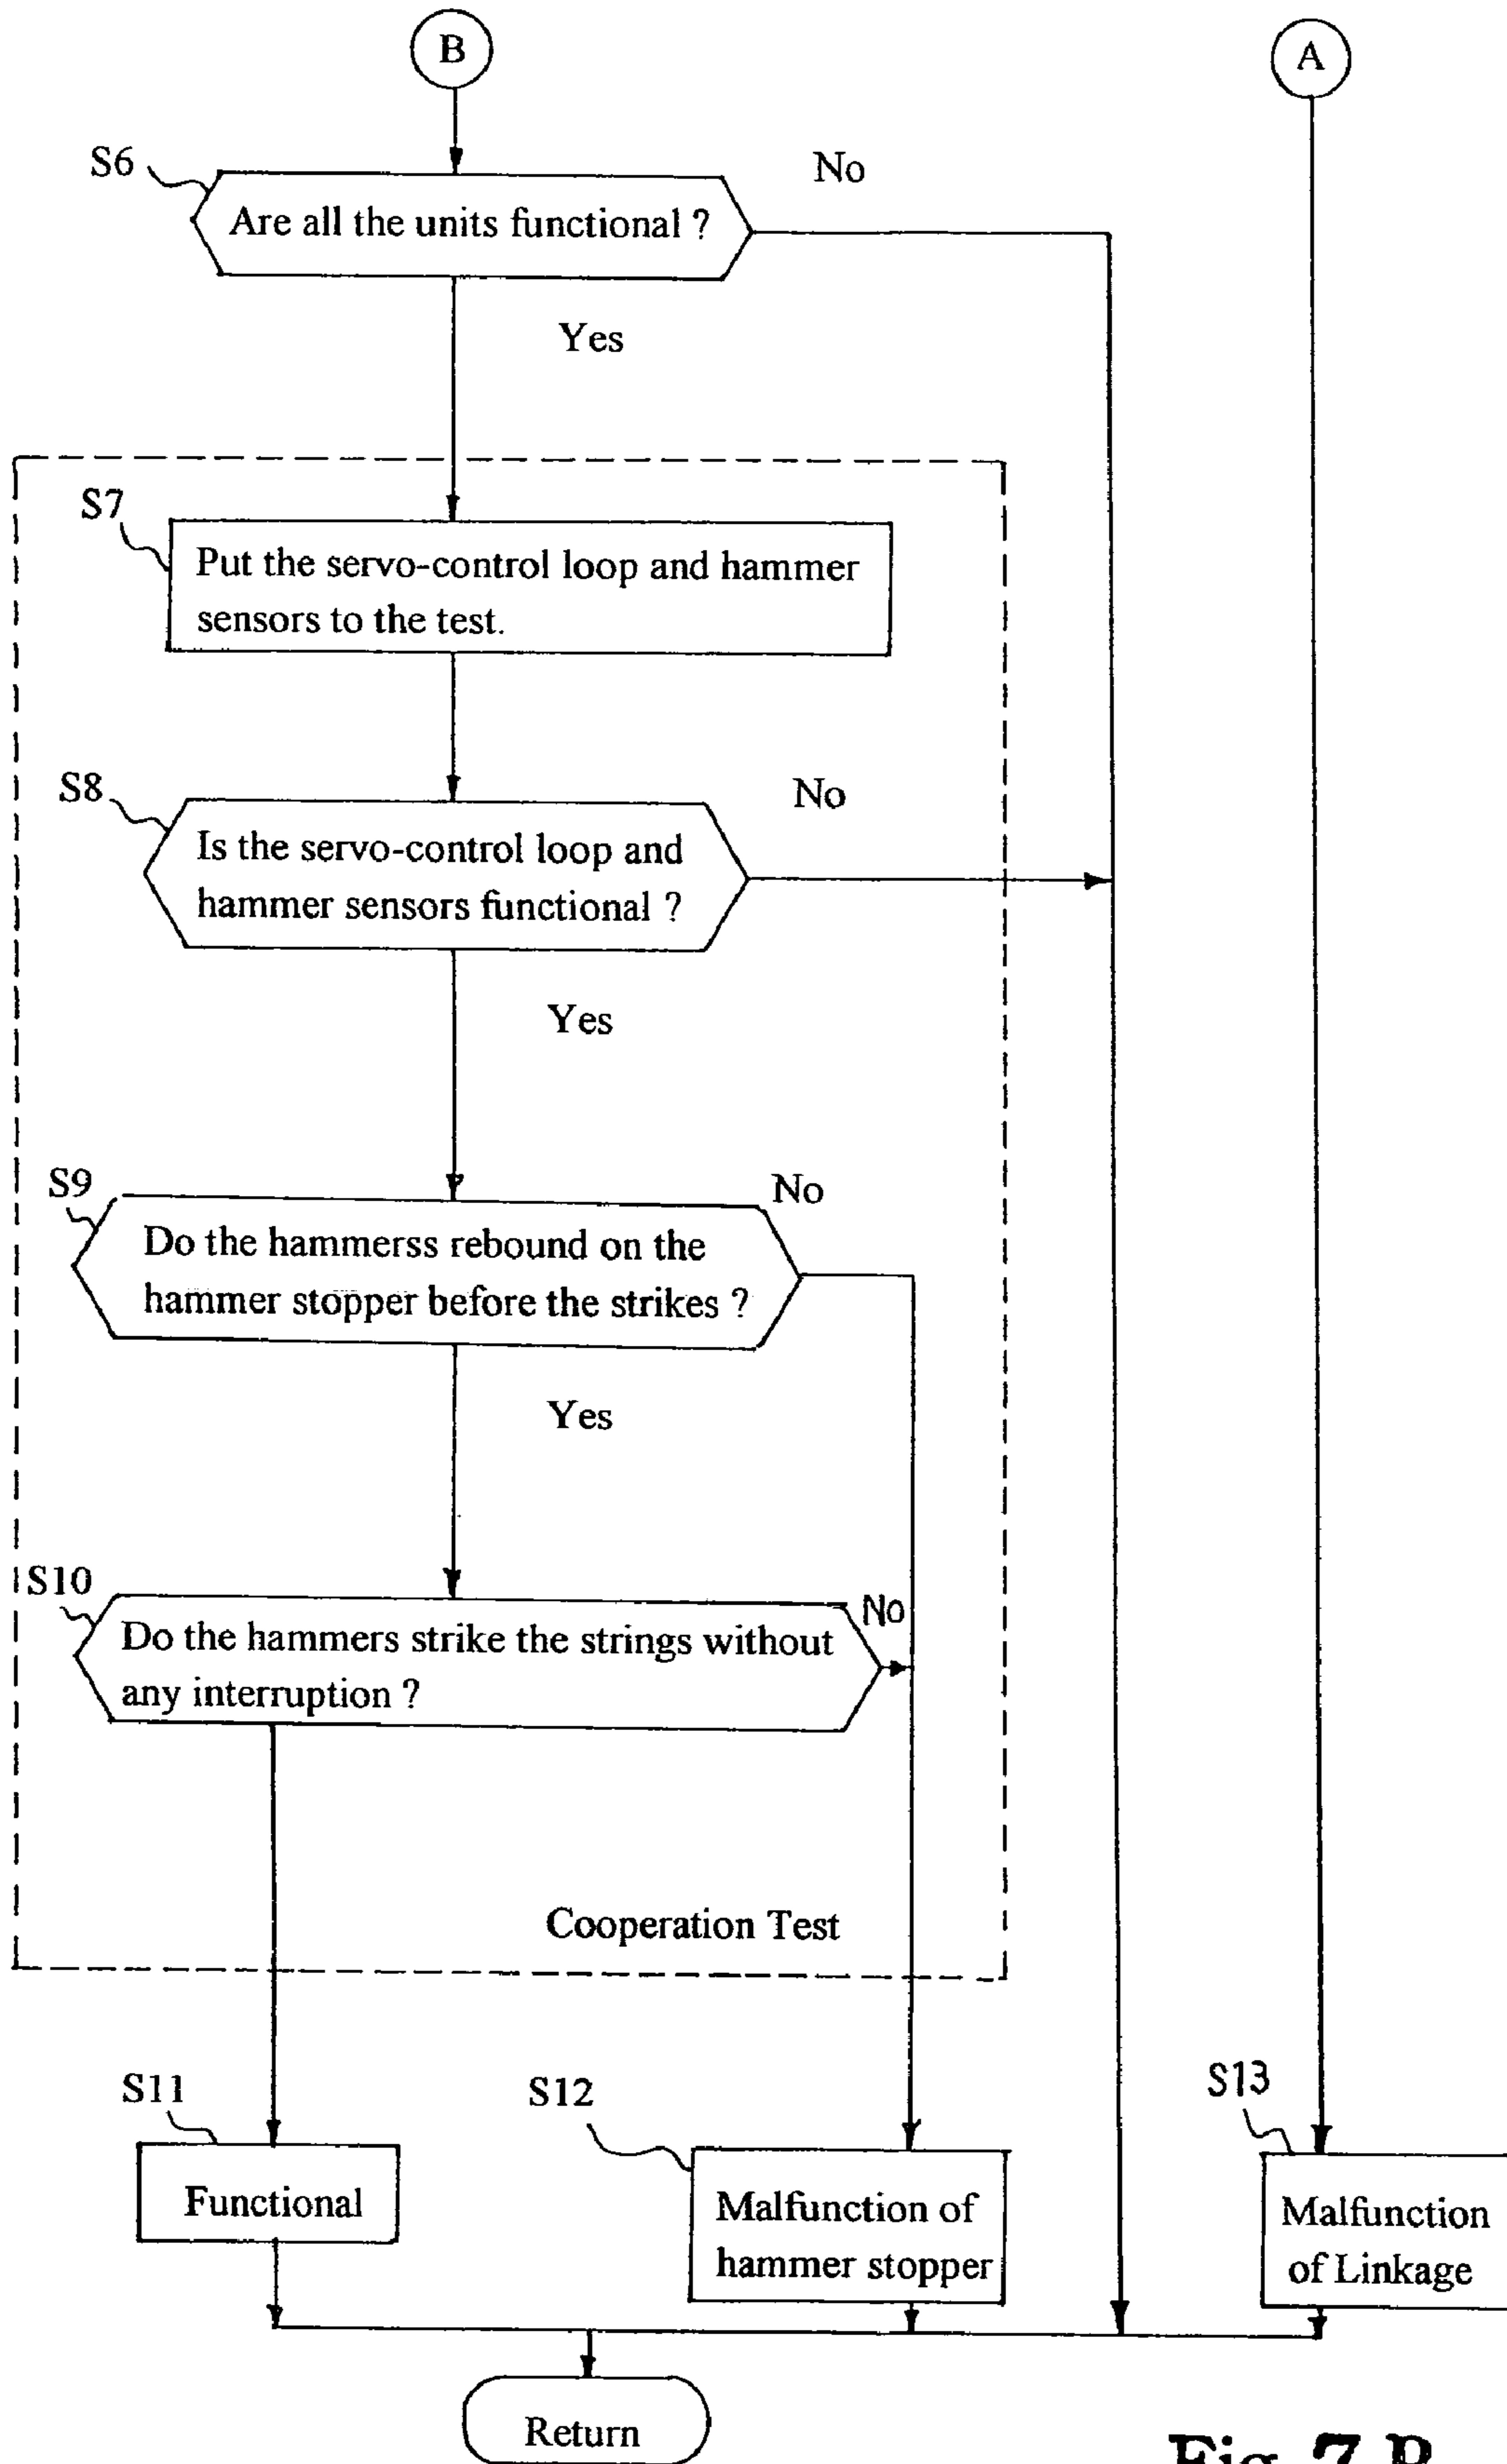 B
A
S6
No
Are all the units functional ?
Yes
S7
Put the servo-control loop and hammer
sensors to the test.
S8
No
Is the servo-control loop and
hammer sensors functional ?
Yes
S9
No
Do the hammerss rebound on the
hammer stopper before the strikes ?
Yes
S10
No
Do the hammers strike the strings without
any interruption ?
Cooperation Test
S11
S12
S13
Functional
Malfunction of
hammer stopper
Malfunction
of Linkage
Return
Fig. 7 B